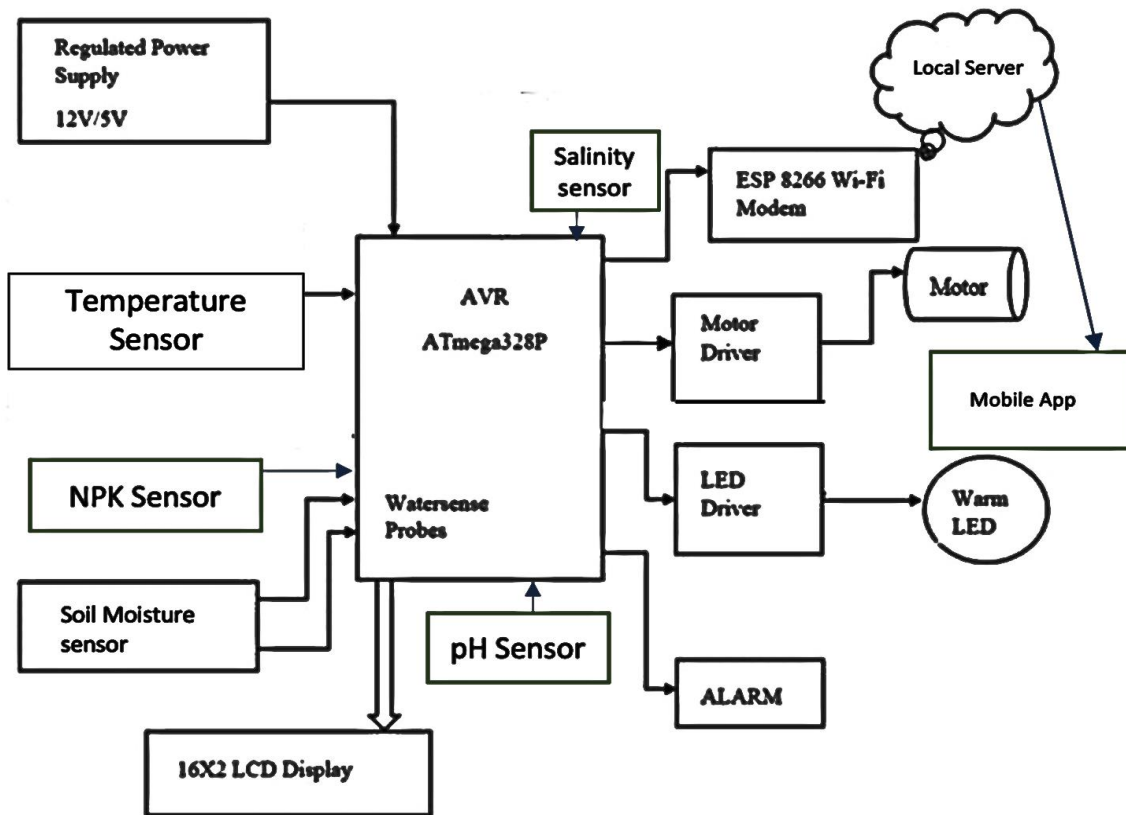 Regulated Power
Supply
12V/5V
Local Server
Salinity
sensor
ESP 8266 Wi-Fi
Modem
Temperature
Sensor
AVR
ATmega328P
Motor
Driver
Motor
Mobile App
NPK Sensor
Watersense
Probes
LED
Driver
Warm
LED
Soil Moisture
sensor
pH Sensor
ALARM
16X2 LCD Display